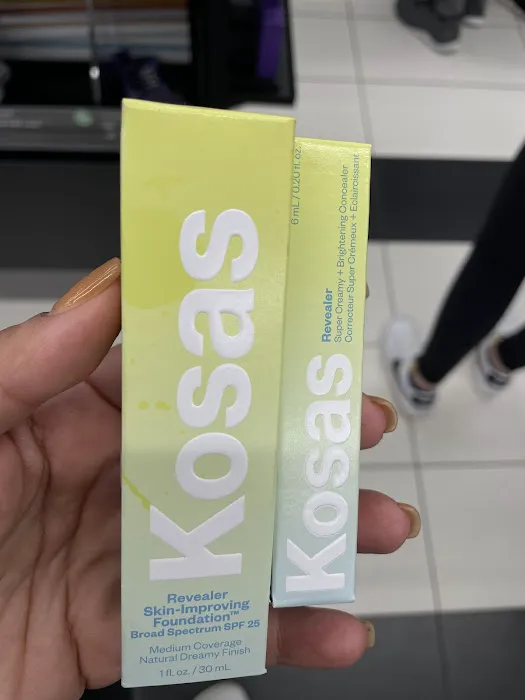 Kosas
Revealer
Skin-Improving
Foundation™
Broad Spectrum SPF 25
Medium Coverage
Natural Dreamy Finish
1 fl. oz. / 30 mL
Kosas
Revealer
Super Creamy + Brightening Concealer
Correcteur Super Crémeux + Éclaircissant
6 mL / 0.20 fl. oz.